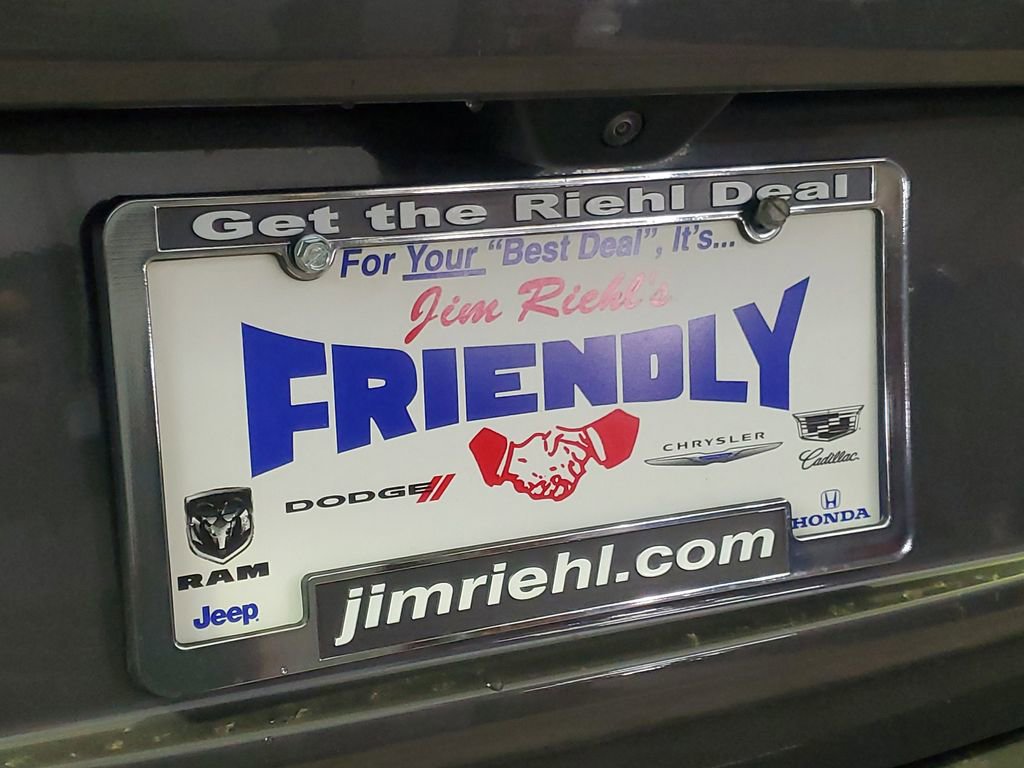 Get the Riehl Deal
For Your "Best Deal", It's...
Jim Riehl's
FRIENDLY
DODGE
CHRYSLER
Cadillac
RAM
HONDA
Jeep
jimriehl.com